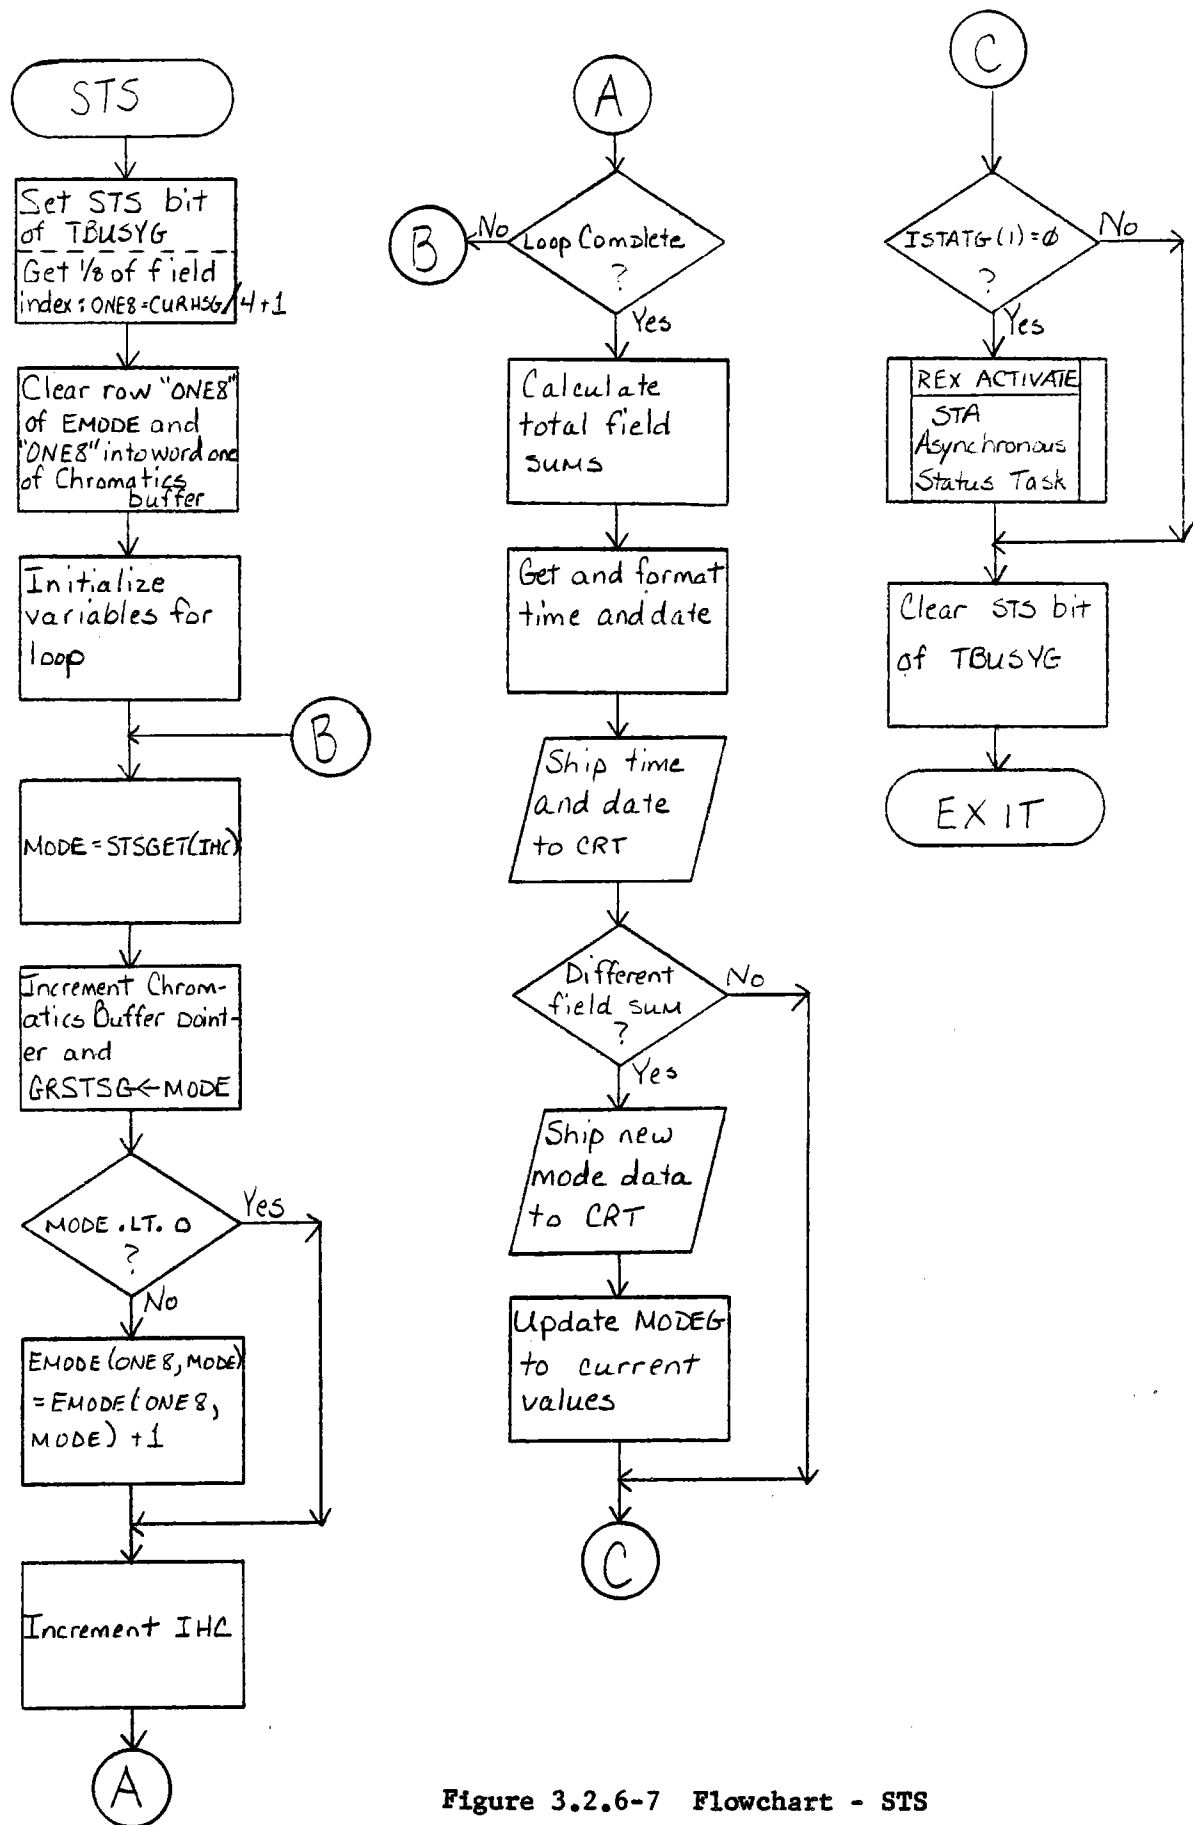 STS
Set STS bit
of TBUSYG
Get 1/8 of field
index: ONE8=CURHSG/4+1
Clear row "ONE8"
of EMODE and
"ONE8" into word one
of Chromatics
buffer
Initialize
variables for
loop
B
MODE=STSGET(IHC)
Increment Chrom-
atics Buffer Point-
er and
GRSTSG←MODE
MODE .LT. 0
?
Yes
No
EMODE(ONE8,MODE)
=EMODE(ONE8,
MODE) +1
Increment IHC
A
A
Loop Complete
?
No
B
Yes
Calculate
total field
sums
Get and format
time and date
Ship time
and date
to CRT
Different
field sum
?
No
Yes
Ship new
mode data
to CRT
Update MODEG
to current
values
C
C
ISTATG(1)=Ø
?
No
Yes
REX ACTIVATE
STA
Asynchronous
Status Task
Clear STS bit
of TBUSYG
EXIT
Figure 3.2.6-7 Flowchart - STS